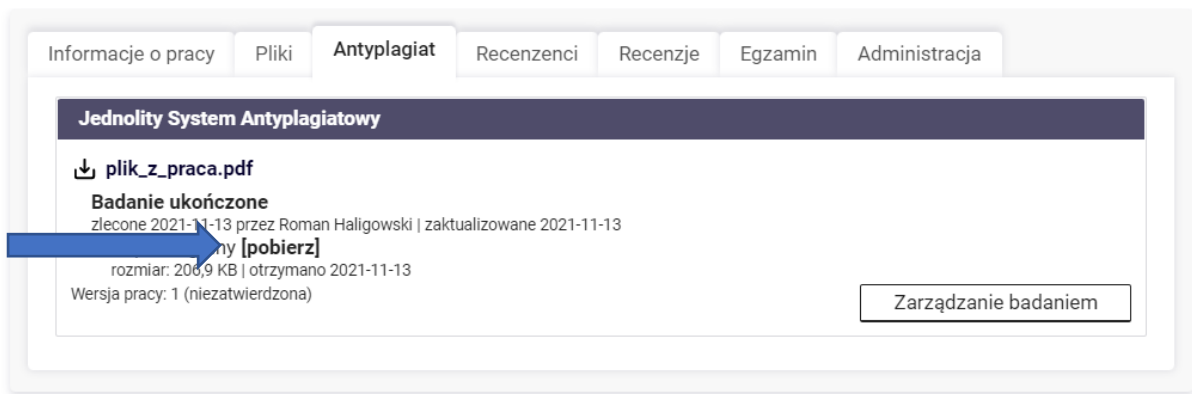 Informacje o pracy Pliki Antyplagiat Recenzenci Recenzje Egzamin Administracja
Jednolity System Antyplagiatowy
plik_z_praca.pdf
Badanie ukończone
zlecone 2021-11-13 przez Roman Haligowski | zaktualizowane 2021-11-13
[pobierz]
rozmiar: 206,9 KB | otrzymano 2021-11-13
Wersja pracy: 1 (niezatwierdzona)
Zarządzanie badaniem